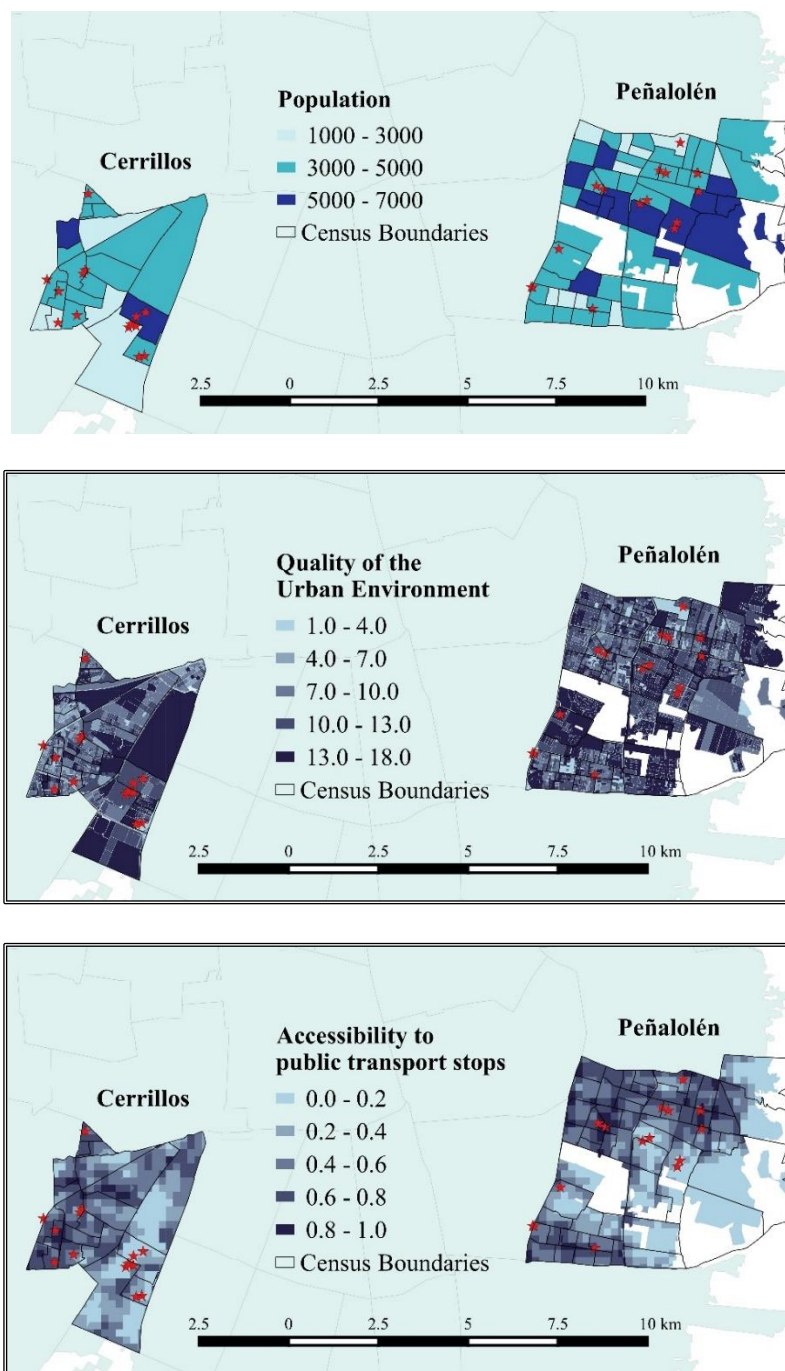 Population
1000 - 3000
3000 - 5000
5000 - 7000
Census Boundaries
Cerrillos
Peñalolén
2.5 0 2.5 5 7.5 10 km
Quality of the
Urban Environment
1.0 - 4.0
4.0 - 7.0
7.0 - 10.0
10.0 - 13.0
13.0 - 18.0
Census Boundaries
Cerrillos
Peñalolén
2.5 0 2.5 5 7.5 10 km
Accessibility to
public transport stops
0.0 - 0.2
0.2 - 0.4
0.4 - 0.6
0.6 - 0.8
0.8 - 1.0
Census Boundaries
Cerrillos
Peñalolén
2.5 0 2.5 5 7.5 10 km